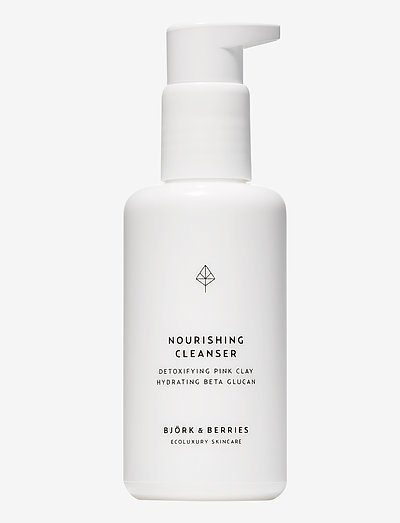 NOURISHING
CLEANSER
DETOXIFYING PINK CLAY
HYDRATING BETA GLUCAN
BJÖRK & BERRIES
ECOLUXURY SKINCARE